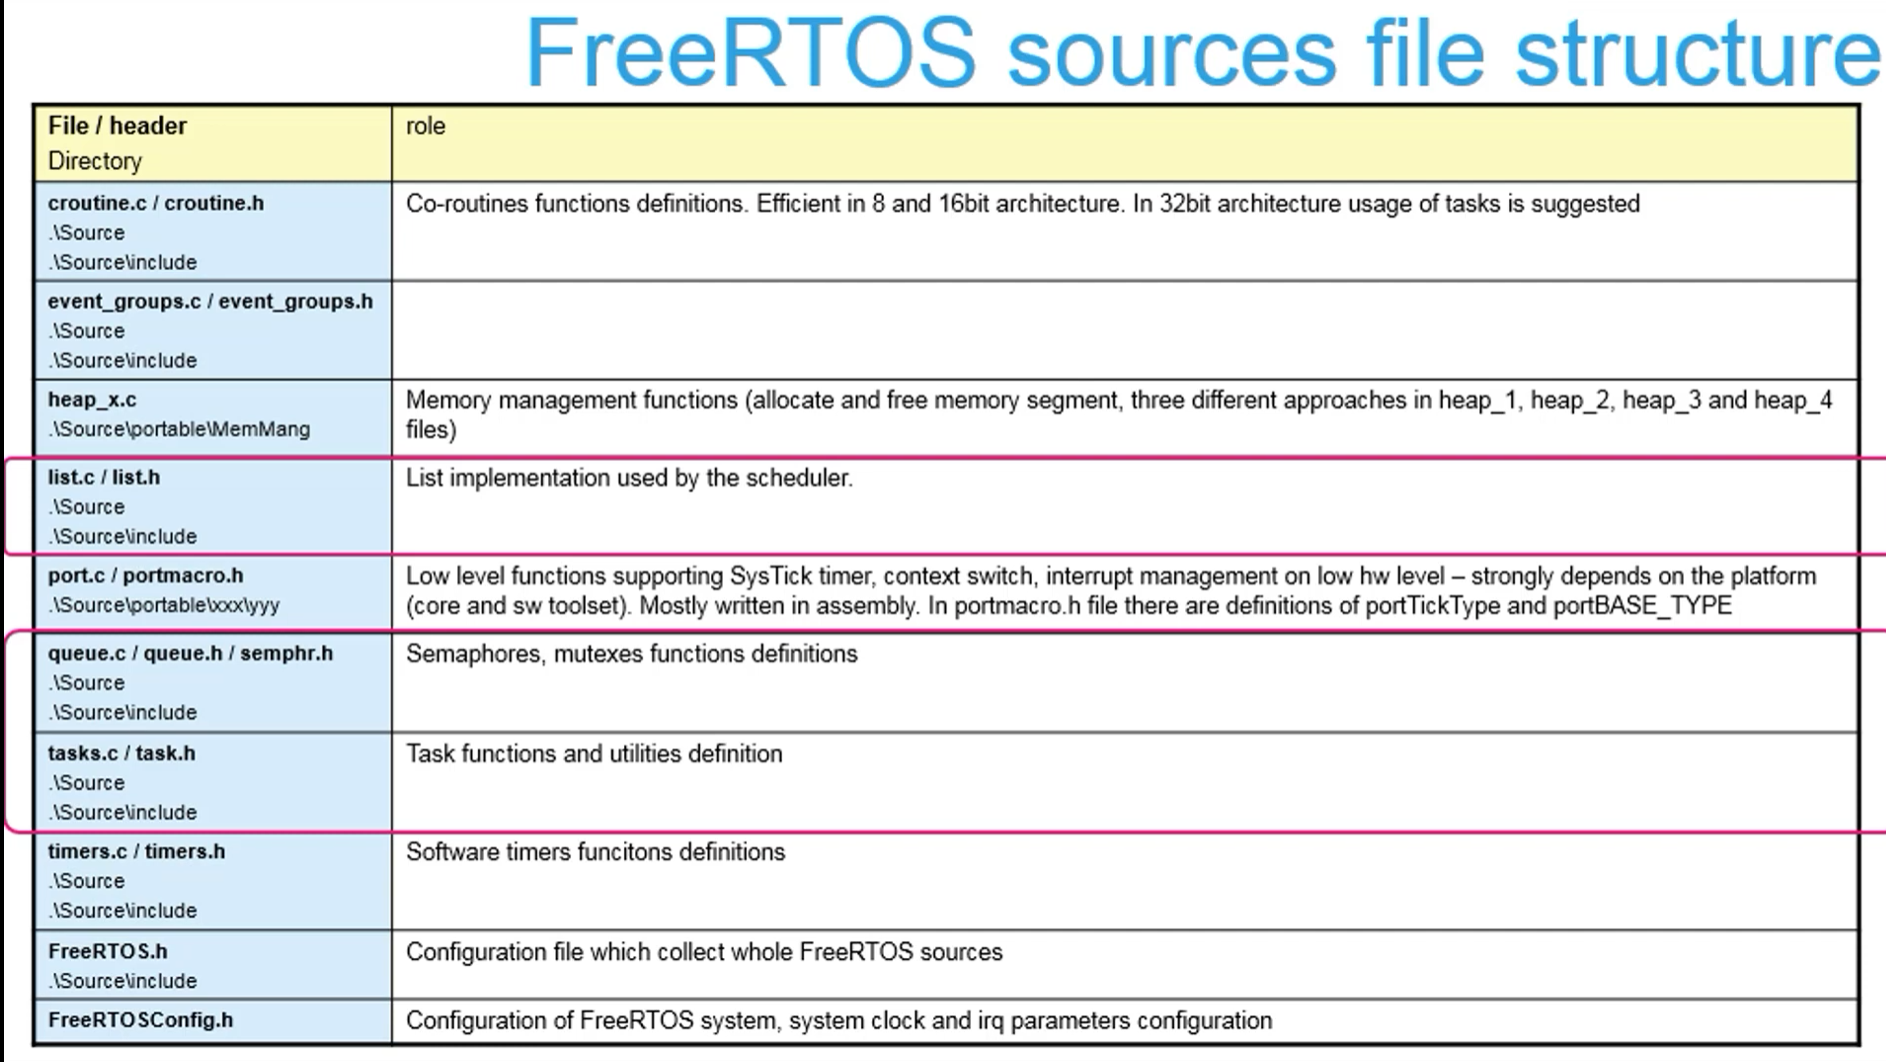 FreeRTOS sources file structure
File / header
Directory
role
croutine.c / croutine.h
.\Source
.\Source\include
Co-routines functions definitions. Efficient in 8 and 16bit architecture. In 32bit architecture usage of tasks is suggested
event_groups.c / event_groups.h
.\Source
.\Source\include
heap_x.c
.\Source\portable\MemMang
Memory management functions (allocate and free memory segment, three different approaches in heap_1, heap_2, heap_3 and heap_4
files)
list.c / list.h
.\Source
.\Source\include
List implementation used by the scheduler.
port.c / portmacro.h
.\Source\portable\xxx\yyy
Low level functions supporting SysTick timer, context switch, interrupt management on low hw level – strongly depends on the platform
(core and sw toolset). Mostly written in assembly. In portmacro.h file there are definitions of portTickType and portBASE_TYPE
queue.c / queue.h / semphr.h
.\Source
.\Source\include
Semaphores, mutexes functions definitions
tasks.c / task.h
.\Source
.\Source\include
Task functions and utilities definition
timers.c / timers.h
.\Source
.\Source\include
Software timers funcitons definitions
FreeRTOS.h
.\Source\include
Configuration file which collect whole FreeRTOS sources
FreeRTOSConfig.h
Configuration of FreeRTOS system, system clock and irq parameters configuration